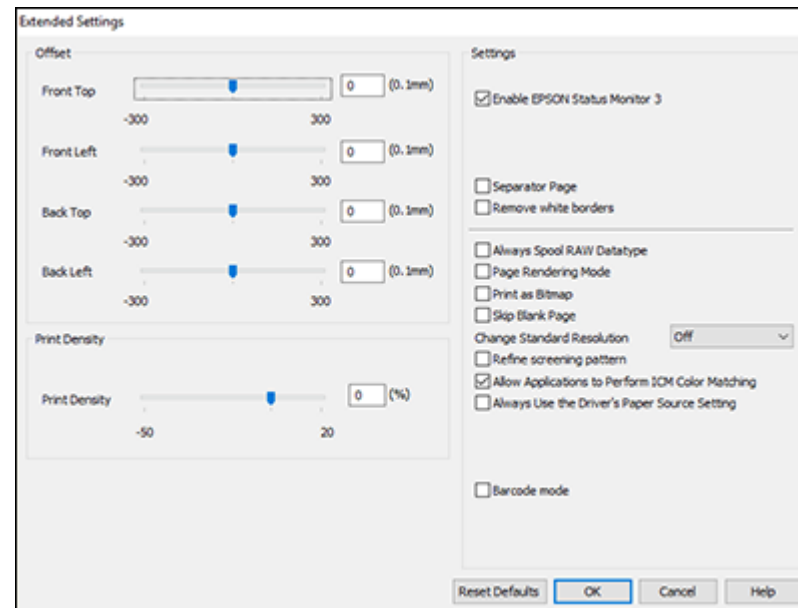 Extended Settings
Offset
Front Top
0 (0.1mm)
-300 300
Front Left
0 (0.1mm)
-300 300
Back Top
0 (0.1mm)
-300 300
Back Left
0 (0.1mm)
-300 300
Print Density
Print Density
0 (%)
-50 20
Settings
Enable EPSON Status Monitor 3
Separator Page
Remove white borders
Always Spool RAW Datatype
Page Rendering Mode
Print as Bitmap
Skip Blank Page
Change Standard Resolution Off
Refine screening pattern
Allow Applications to Perform ICM Color Matching
Always Use the Driver's Paper Source Setting
Barcode mode
Reset Defaults OK Cancel Help